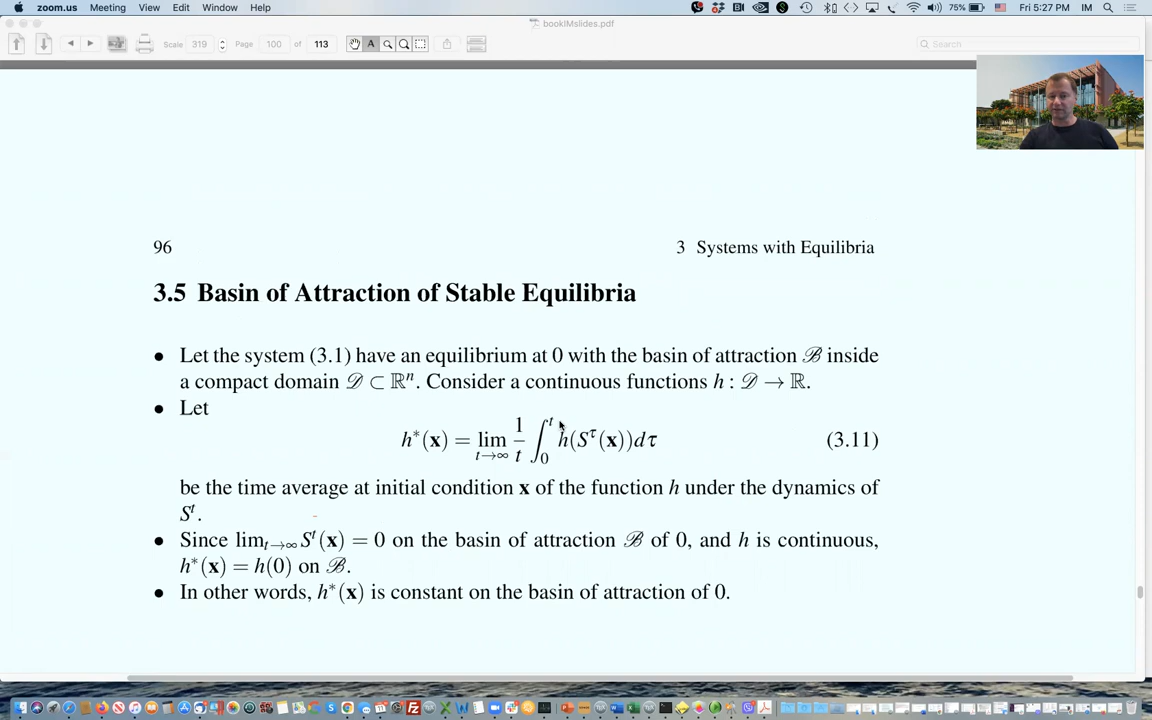 zoom.us Meeting View Edit Window Help 75% Fri 5:27 PM IM
bookIMslides.pdf
Scale 319 Page 100 of 113 Search
96 3 Systems with Equilibria
3.5 Basin of Attraction of Stable Equilibria
• Let the system (3.1) have an equilibrium at 0 with the basin of attraction ℬ inside
a compact domain 𝒟 ⊂ ℝⁿ. Consider a continuous functions h : 𝒟 → ℝ.
• Let
h*(x) = lim_{t→∞} 1/t ∫₀ᵗ h(S^τ(x))dτ (3.11)
be the time average at initial condition x of the function h under the dynamics of
Sᵗ.
• Since lim_{t→∞} Sᵗ(x) = 0 on the basin of attraction ℬ of 0, and h is continuous,
h*(x) = h(0) on ℬ.
• In other words, h*(x) is constant on the basin of attraction of 0.